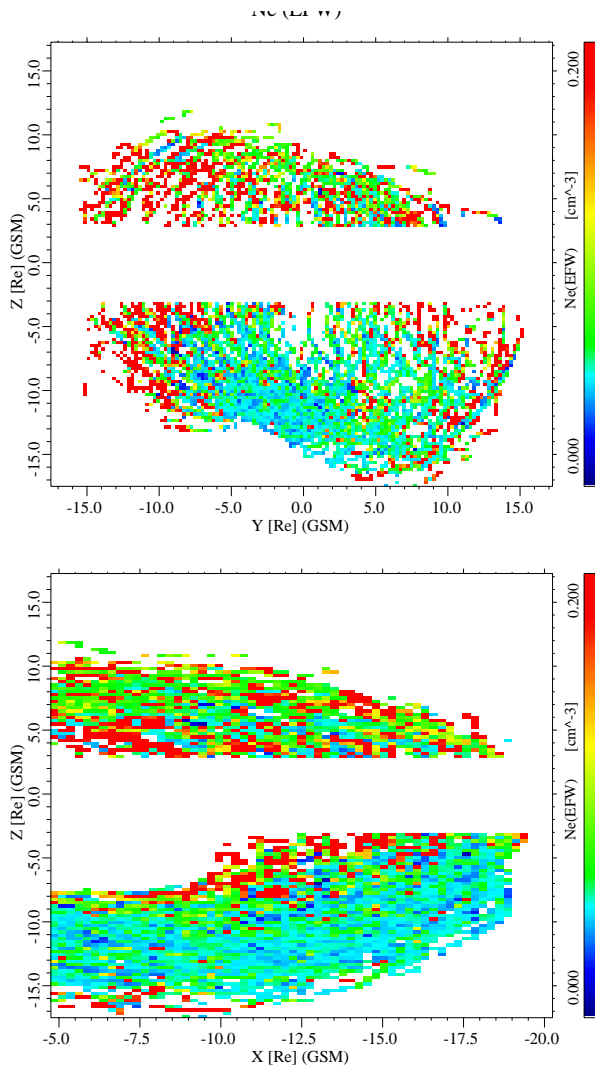 Ne (EFW)
15.0
10.0
5.0
0.0
-5.0
-10.0
-15.0
Z [Re] (GSM)
-15.0 -10.0 -5.0 0.0 5.0 10.0 15.0
Y [Re] (GSM)
0.200
[cm^-3]
Ne(EFW)
0.000
15.0
10.0
5.0
0.0
-5.0
-10.0
-15.0
Z [Re] (GSM)
-5.0 -7.5 -10.0 -12.5 -15.0 -17.5 -20.0
X [Re] (GSM)
0.200
[cm^-3]
Ne(EFW)
0.000